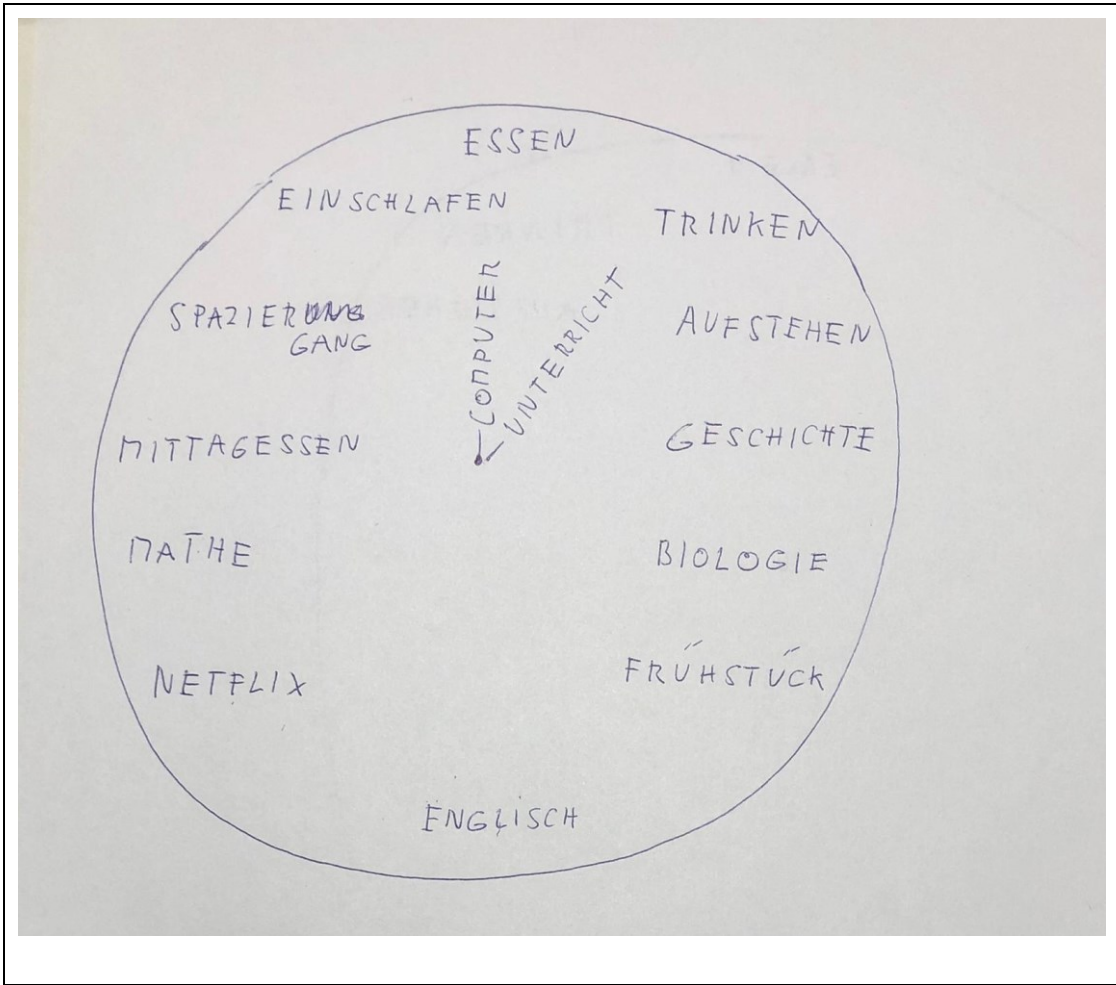 ESSEN
EINSCHLAFEN
TRINKEN
COMPUTER
UNTERRICHT
SPAZIER
GANG
AUFSTEHEN
MITTAGESSEN
GESCHICHTE
MATHE
BIOLOGIE
NETFLIX
FRÜHSTÜCK
ENGLISCH